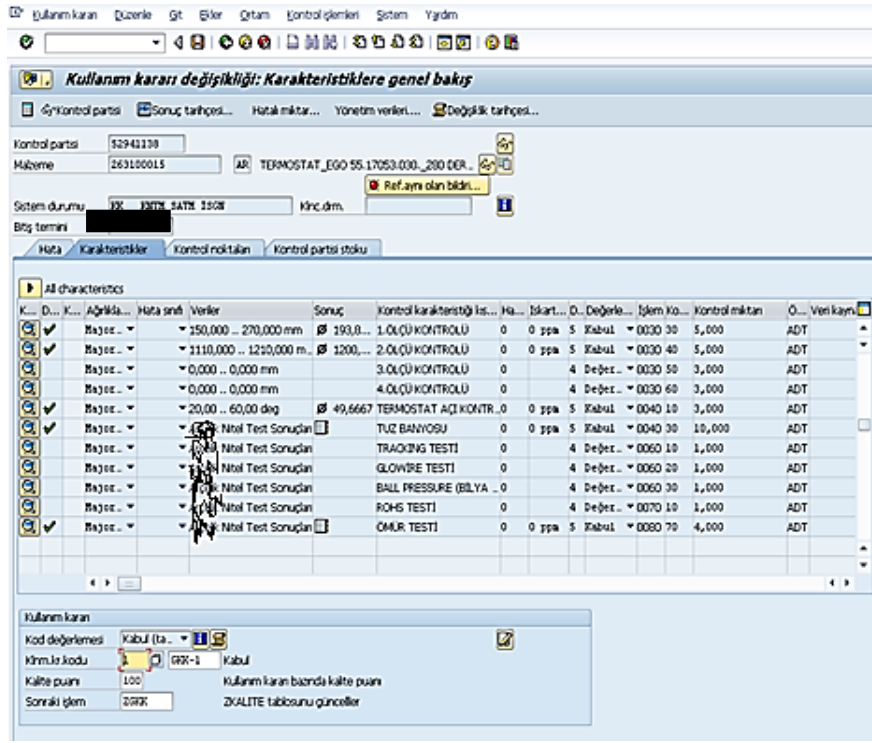 Kullanım kararı Düzenle Git Ekler Ortam Kontrol işlemleri Sistem Yardım
Kullanım kararı değişikliği: Karakteristiklere genel bakış
Kontrol partisi Sonuç tarihçesi... Hatalı miktar... Yönetim verileri.... Değişiklik tarihçesi...
Kontrol partisi 52941138
Malzeme 263100015 AR TERMOSTAT_EGO 55.17053.030._280 DER..
Ref.aynı olan bildiri...
Sistem durumu KK KMTM SATM ISGN Klnc.drm.
Bitiş termini
Hata Karakteristikler Kontrol noktaları Kontrol partisi stoku
All characteristics
K... D... K... Ağırlıkla... Hata sınıfı Veriler Sonuç Kontrol karakteristiği kıs... Ha... Iskart... D.. Değerle... İşlem Ko... Kontrol miktarı Ö... Veri kayna
Major.. 150,000 .. 270,000 mm Ø 193,8... 1.ÖLÇÜ KONTROLÜ 0 0 ppm 5 Kabul 0030 30 5,000 ADT
Major.. 1110,000 .. 1210,000 m.. Ø 1200,... 2.ÖLÇÜ KONTROLÜ 0 0 ppm 5 Kabul 0030 40 5,000 ADT
Major.. 0,000 .. 0,000 mm 3.ÖLÇÜ KONTROLÜ 0 4 Değer.. 0030 50 3,000 ADT
Major.. 0,000 .. 0,000 mm 4.ÖLÇÜ KONTROLÜ 0 4 Değer.. 0030 60 3,000 ADT
Major.. 20,00 .. 60,00 deg Ø 49,6667 TERMOSTAT AÇI KONTR.. 0 0 ppm 5 Kabul 0040 10 3,000 ADT
Major.. Nitel Test Sonuçları TUZ BANYOSU 0 0 ppm 5 Kabul 0040 30 10,000 ADT
Major.. Nitel Test Sonuçları TRACKING TESTİ 0 4 Değer.. 0060 10 1,000 ADT
Major.. Nitel Test Sonuçları GLOWİRE TESTİ 0 4 Değer.. 0060 20 1,000 ADT
Major.. Nitel Test Sonuçları BALL PRESSURE (BİLYA .. 0 4 Değer.. 0060 30 1,000 ADT
Major.. Nitel Test Sonuçları ROHS TESTİ 0 4 Değer.. 0070 10 1,000 ADT
Major.. Nitel Test Sonuçları ÖMÜR TESTİ 0 0 ppm 5 Kabul 0080 70 4,000 ADT
Kullanım kararı
Kod değerlemesi Kabul (ta..
Klnm.kr.kodu 1 GKK-1 Kabul
Kalite puanı 100 Kullanım kararı bazında kalite puanı
Sonraki işlem ZGKK ZKALITE tablosunu günceller